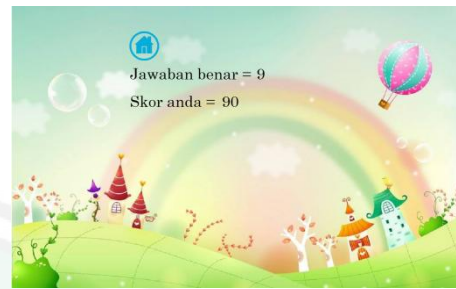 Jawaban benar = 9
Skor anda = 90